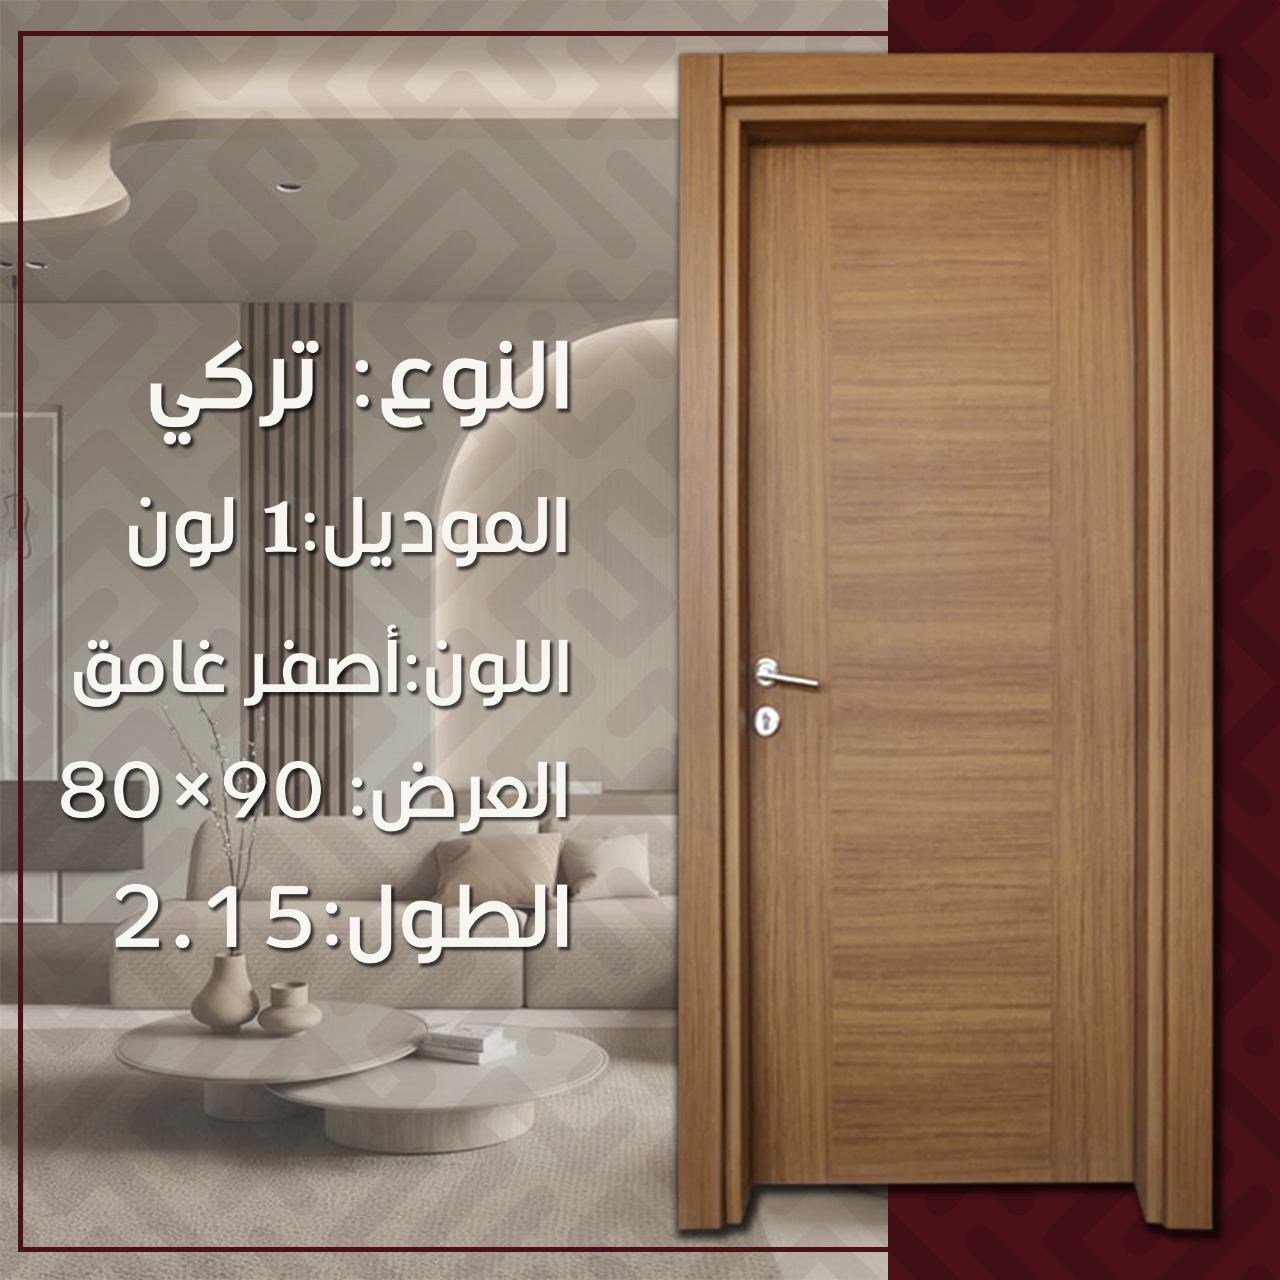 النوع: تركي
الموديل:1 لون
اللون:أصفر غامق
العرض: 90×80
الطول:2.15